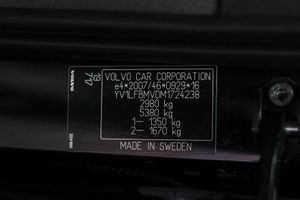 VOLVO
VOLVO CAR CORPORATION
e4*2007/46*0929*16
YV1LFBMVDM1724238
2980 kg
5380 kg
1— 1350 kg
2— 1670 kg
MADE IN SWEDEN